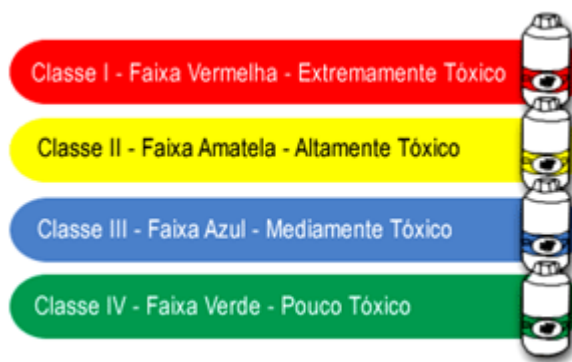 Classe I - Faixa Vermelha - Extremamente Tóxico
Classe II - Faixa Amatela - Altamente Tóxico
Classe III - Faixa Azul - Mediamente Tóxico
Classe IV - Faixa Verde - Pouco Tóxico